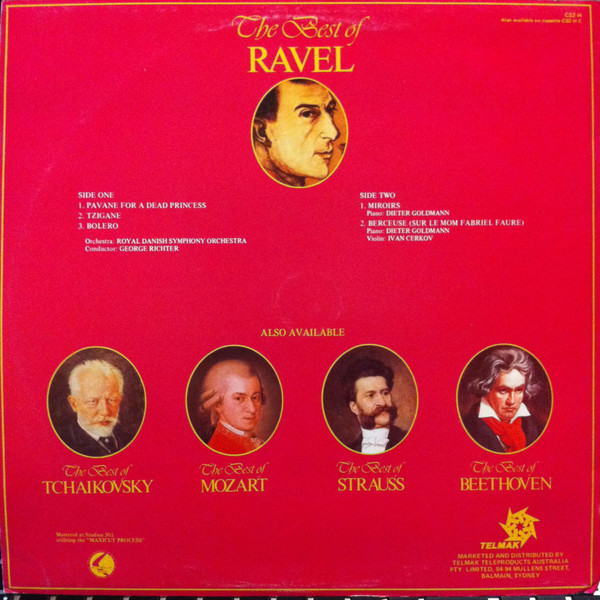 The Best of
RAVEL
CS2 H
Also available on cassette CS2 H C
SIDE ONE
1. PAVANE FOR A DEAD PRINCESS
2. TZIGANE
3. BOLERO
Orchestra: ROYAL DANISH SYMPHONY ORCHESTRA
Conductor: GEORGE RICHTER
SIDE TWO
1. MIROIRS
Piano: DIETER GOLDMANN
2. BERCEUSE (SUR LE MOM FABRIEL FAURE)
Piano: DIETER GOLDMANN
Violin: IVAN CERKOV
ALSO AVAILABLE
The Best of
TCHAIKOVSKY
The Best of
MOZART
The Best of
STRAUSS
The Best of
BEETHOVEN
Mastered at Studios 301
utilising the "MAXICUT PROCESS"
TELMAK
MARKETED AND DISTRIBUTED BY
TELMAK TELEPRODUCTS AUSTRALIA
PTY. LIMITED, 84-94 MULLENS STREET,
BALMAIN, SYDNEY